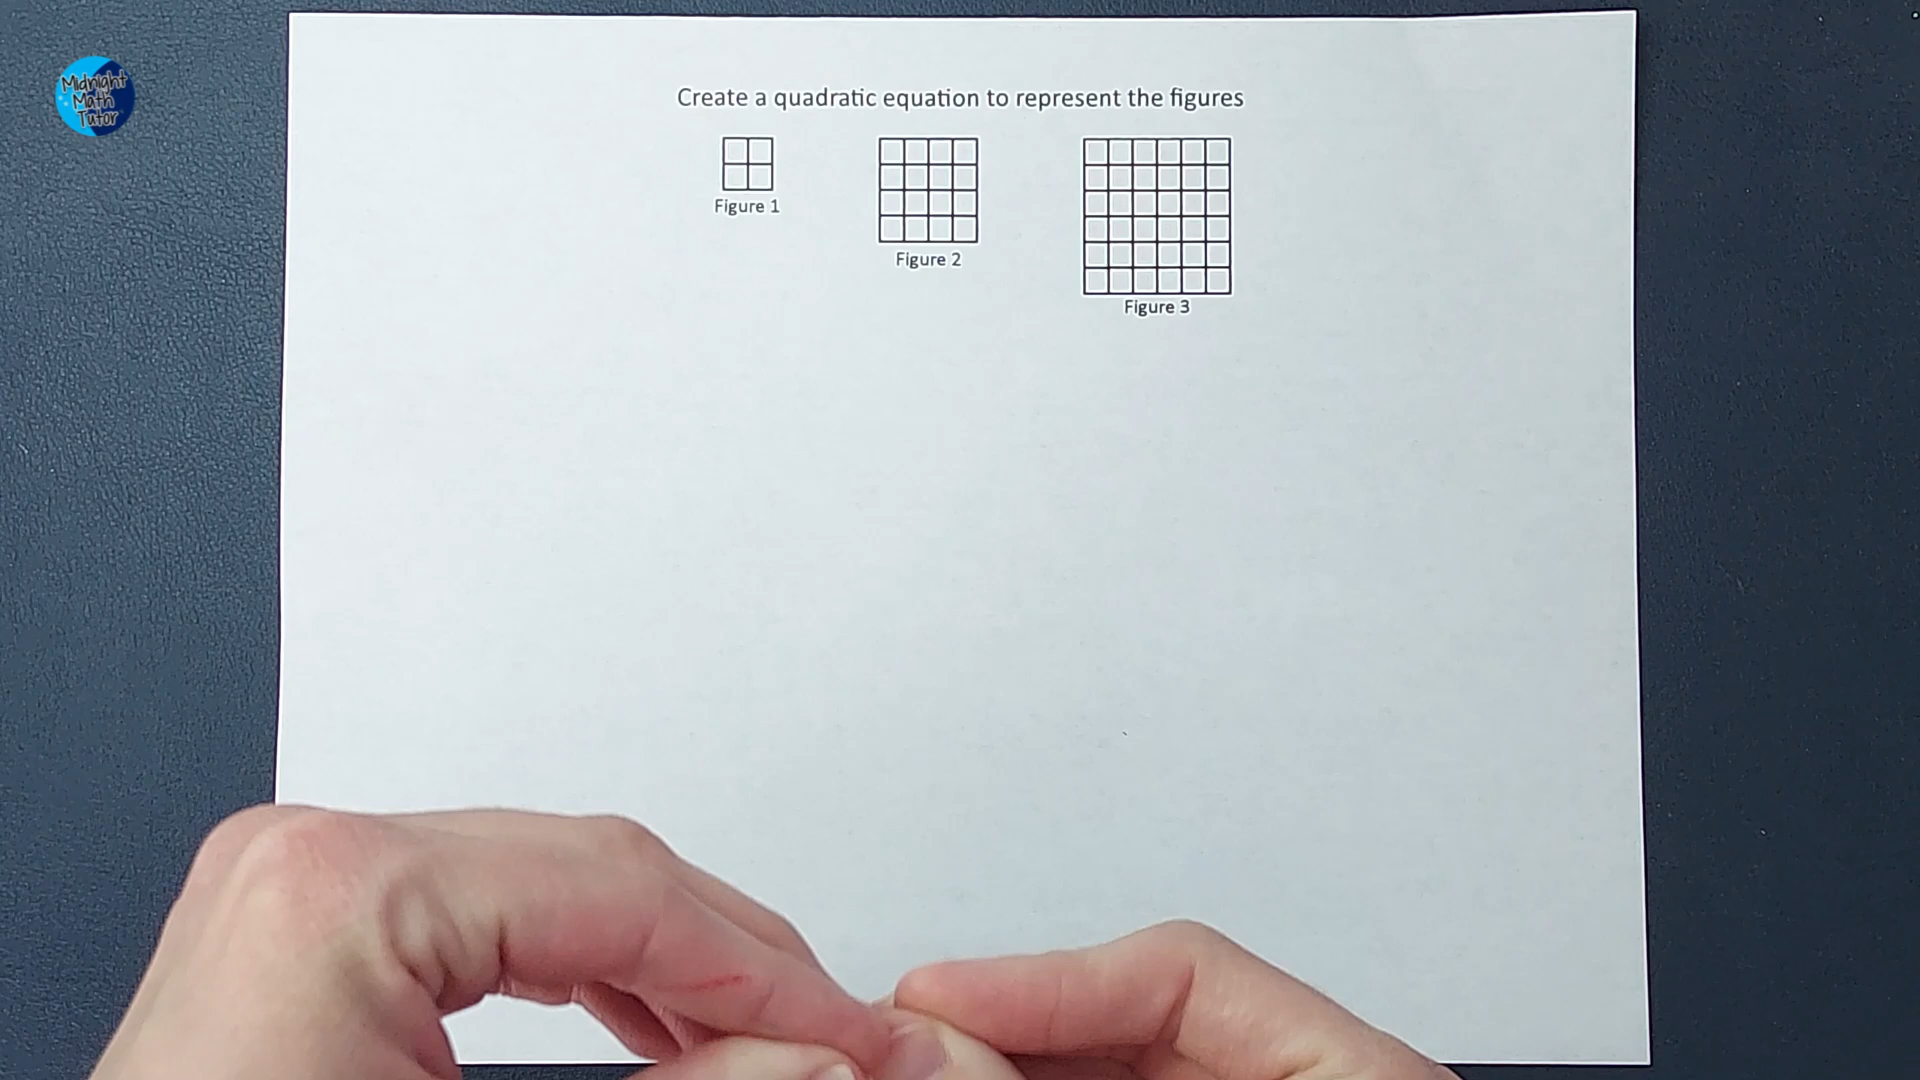 Midnight
Math
Tutor
Create a quadratic equation to represent the figures
Figure 1
Figure 2
Figure 3